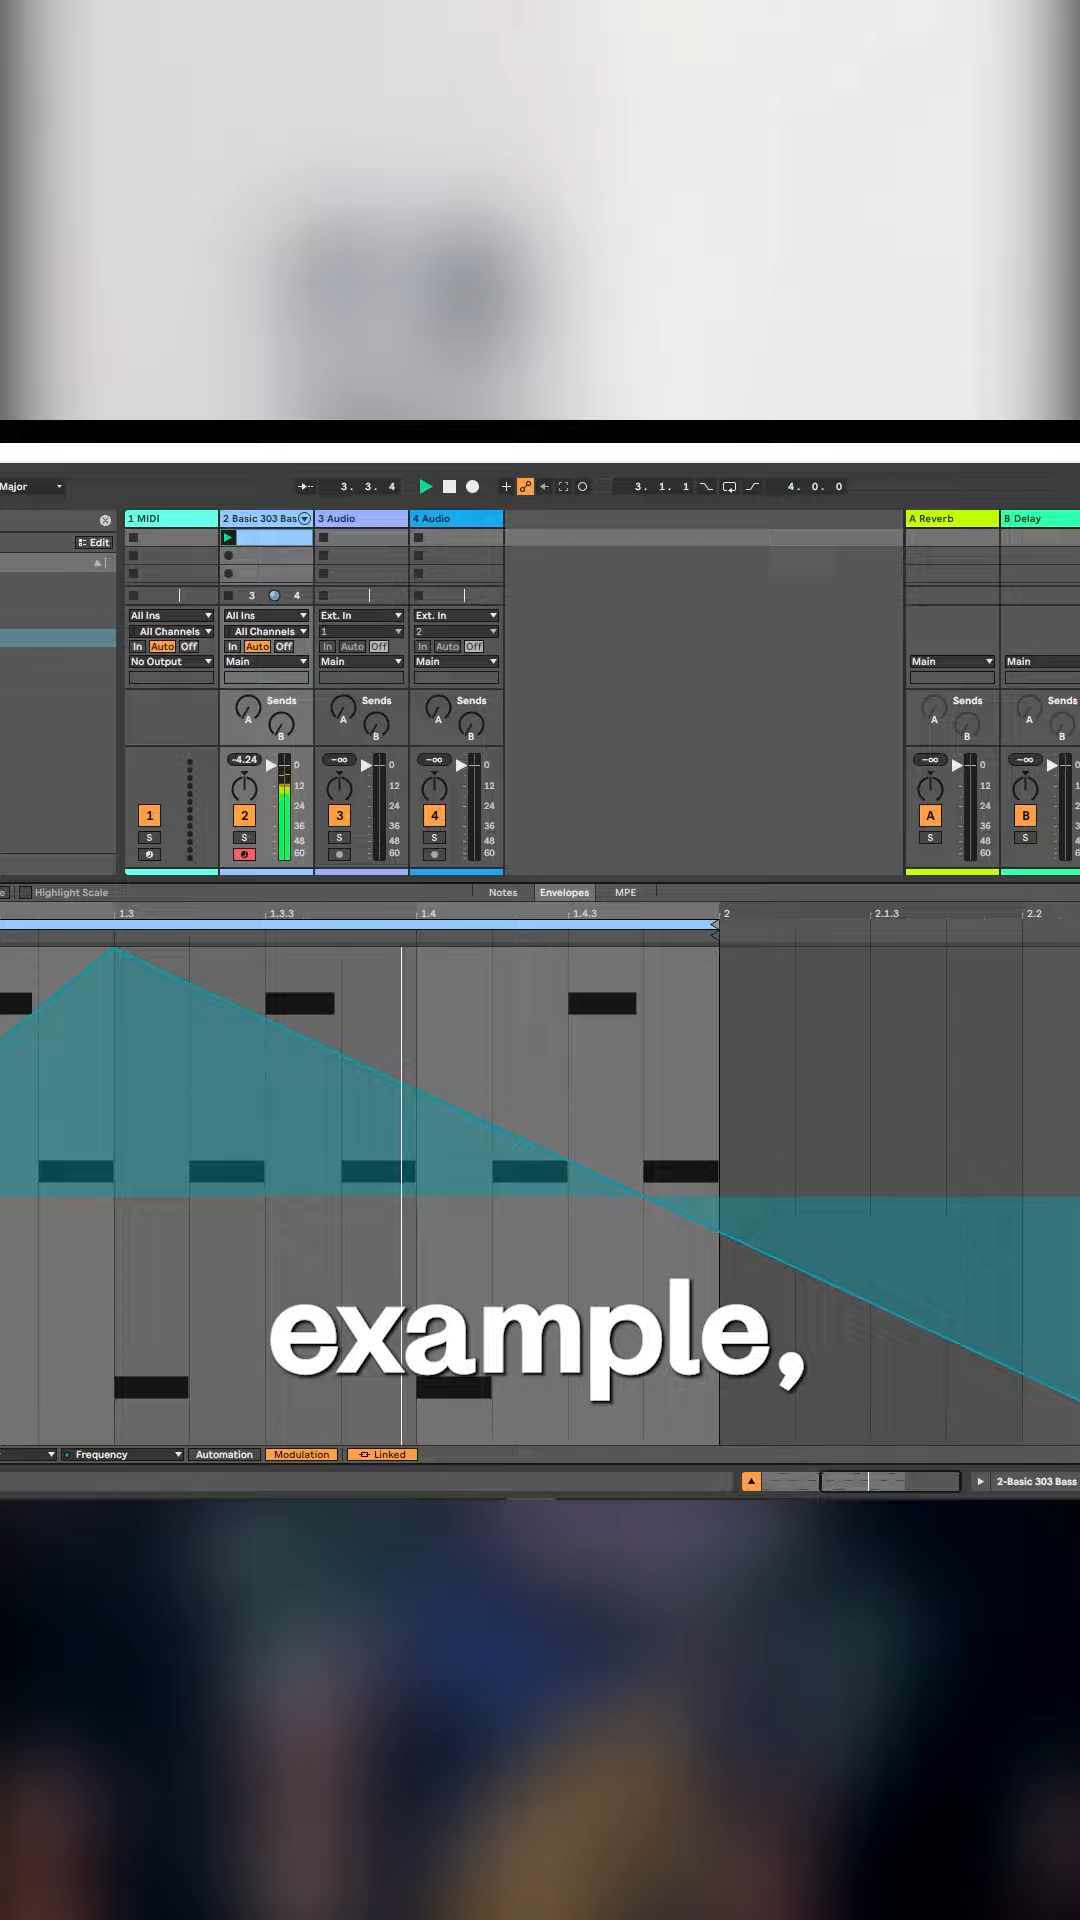 Major 3. 3. 4 3. 1. 1 4. 0. 0
1 MIDI 2 Basic 303 Bas 3 Audio 4 Audio A Reverb B Delay
Edit
3 4
All Ins All Ins Ext. In Ext. In
All Channels All Channels 1 2
In Auto Off In Auto Off In Auto Off In Auto Off
No Output Main Main Main Main Main
Sends Sends Sends Sends Sends
A A A A A
B B B B B
-4.24 -∞ -∞ -∞ -∞
0 0 0 0
12 12 12 12
1 2 3 4 A B
24 24 24 24
36 36 36 36
S S S S S S
48 48 48 48
60 60 60 60
e Highlight Scale Notes Envelopes MPE
1.3 1.3.3 1.4 1.4.3 2 2.1.3 2.2
example,
Frequency Automation Modulation Linked
2-Basic 303 Bass